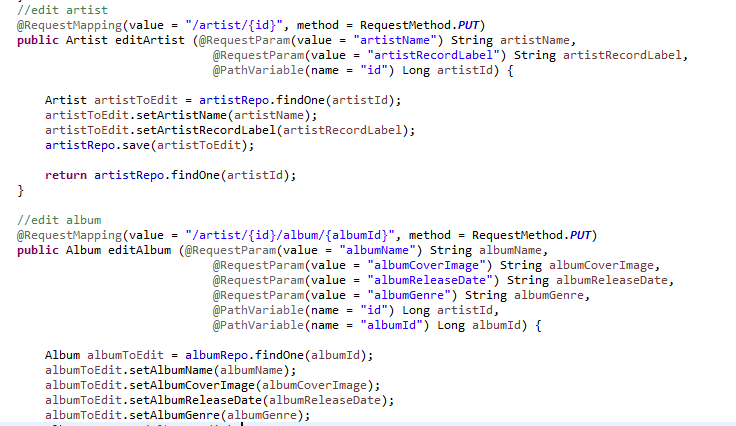 //edit artist
@RequestMapping(value = "/artist/{id}", method = RequestMethod.PUT)
public Artist editArtist (@RequestParam(value = "artistName") String artistName,
@RequestParam(value = "artistRecordLabel") String artistRecordLabel,
@PathVariable(name = "id") Long artistId) {
Artist artistToEdit = artistRepo.findOne(artistId);
artistToEdit.setArtistName(artistName);
artistToEdit.setArtistRecordLabel(artistRecordLabel);
artistRepo.save(artistToEdit);
return artistRepo.findOne(artistId);
}
//edit album
@RequestMapping(value = "/artist/{id}/album/{albumId}", method = RequestMethod.PUT)
public Album editAlbum (@RequestParam(value = "albumName") String albumName,
@RequestParam(value = "albumCoverImage") String albumCoverImage,
@RequestParam(value = "albumReleaseDate") String albumReleaseDate,
@RequestParam(value = "albumGenre") String albumGenre,
@PathVariable(name = "id") Long artistId,
@PathVariable(name = "albumId") Long albumId) {
Album albumToEdit = albumRepo.findOne(albumId);
albumToEdit.setAlbumName(albumName);
albumToEdit.setAlbumCoverImage(albumCoverImage);
albumToEdit.setAlbumReleaseDate(albumReleaseDate);
albumToEdit.setAlbumGenre(albumGenre);